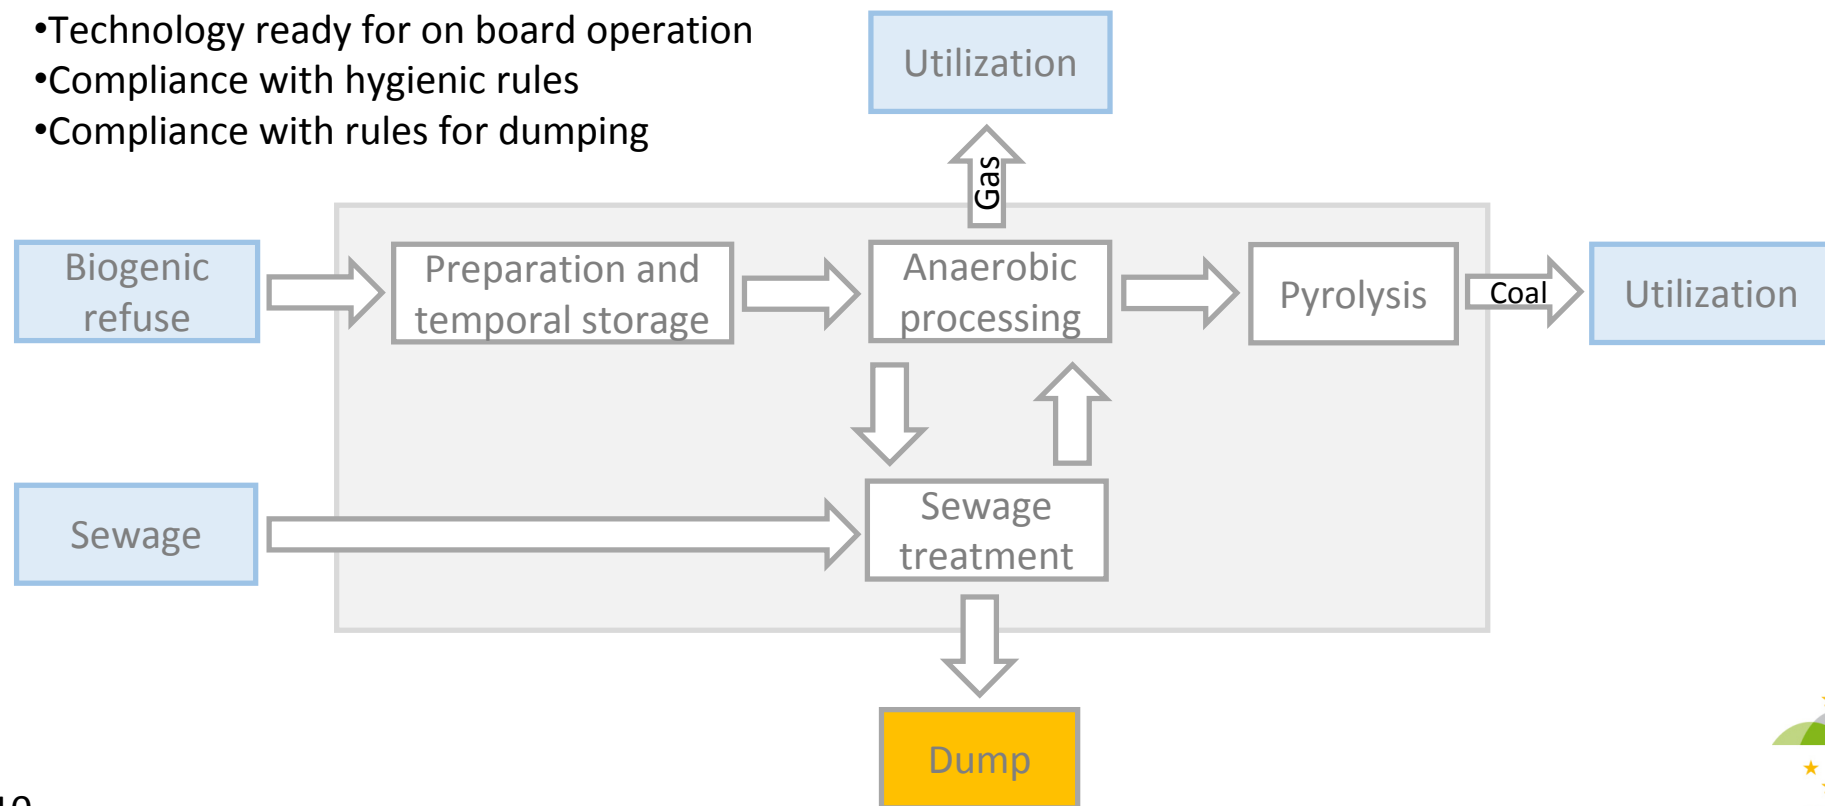 •Technology ready for on board operation
•Compliance with hygienic rules
•Compliance with rules for dumping
Utilization
Gas
Biogenic
refuse
Preparation and
temporal storage
Anaerobic
processing
Pyrolysis
Coal
Utilization
Sewage
Sewage
treatment
Dump